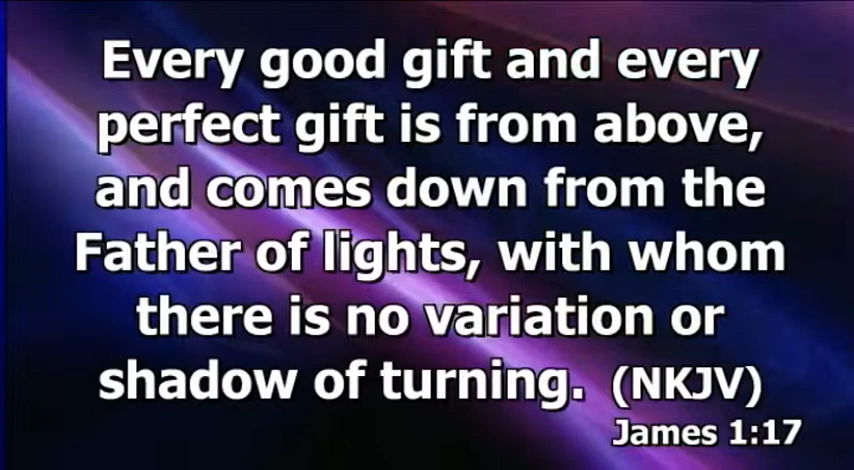 Every good gift and every
perfect gift is from above,
and comes down from the
Father of lights, with whom
there is no variation or
shadow of turning. (NKJV)
James 1:17